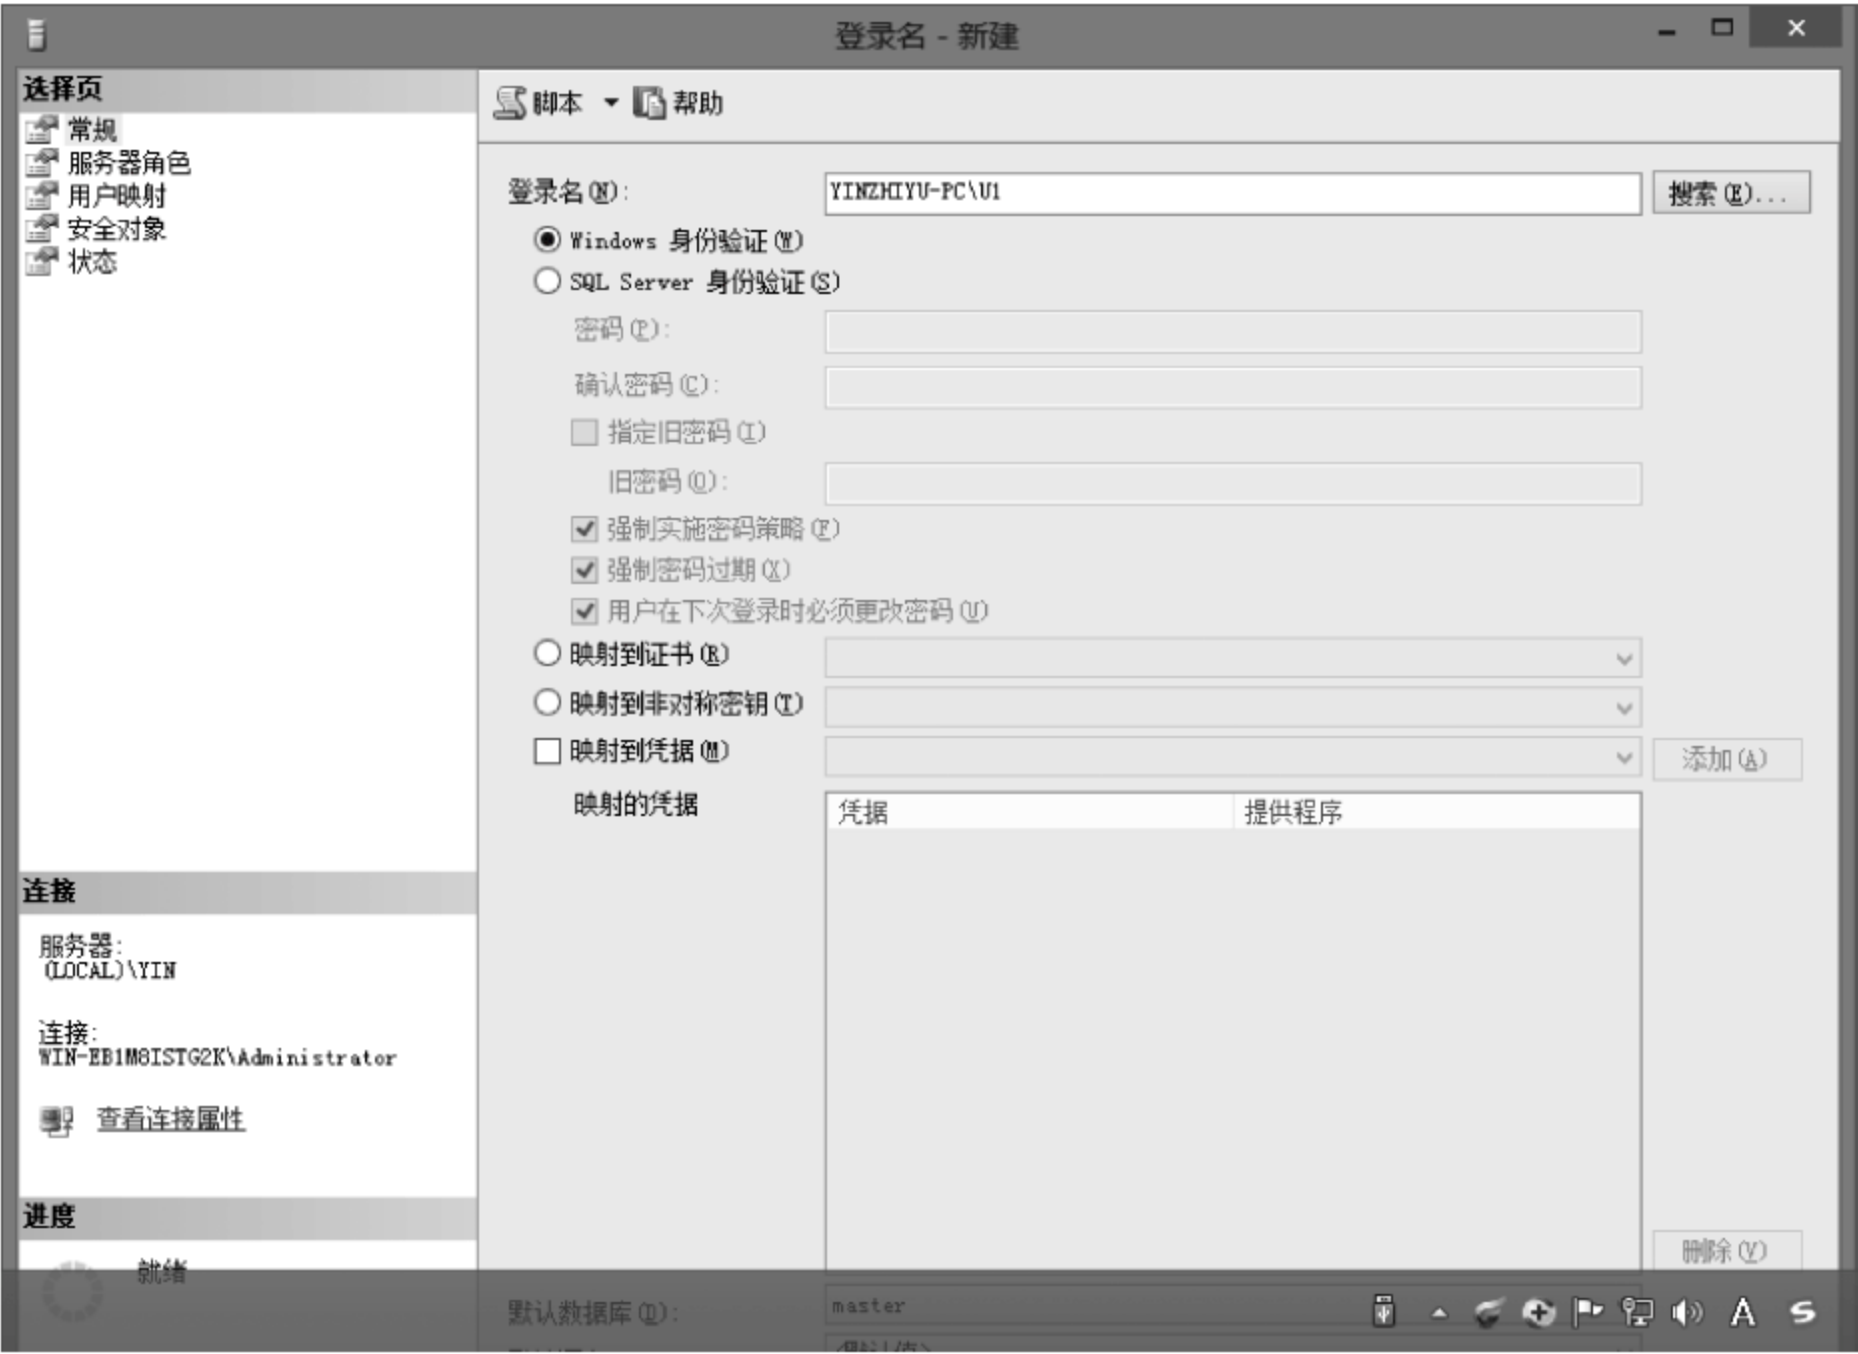 登录名 - 新建
选择页
常规
服务器角色
用户映射
安全对象
状态
脚本 帮助
登录名(N): YINZHIYU-PC\U1 搜索(E)...
Windows 身份验证(W)
SQL Server 身份验证(S)
密码(P):
确认密码(C):
指定旧密码(I)
旧密码(O):
强制实施密码策略(F)
强制密码过期(X)
用户在下次登录时必须更改密码(U)
映射到证书(R)
映射到非对称密钥(T)
映射到凭据(M) 添加(A)
映射的凭据 凭据 提供程序
删除(V)
默认数据库(D): master
连接
服务器:
(LOCAL)\YIN
连接:
WIN-EB1M8ISTG2K\Administrator
查看连接属性
进度
就绪
A